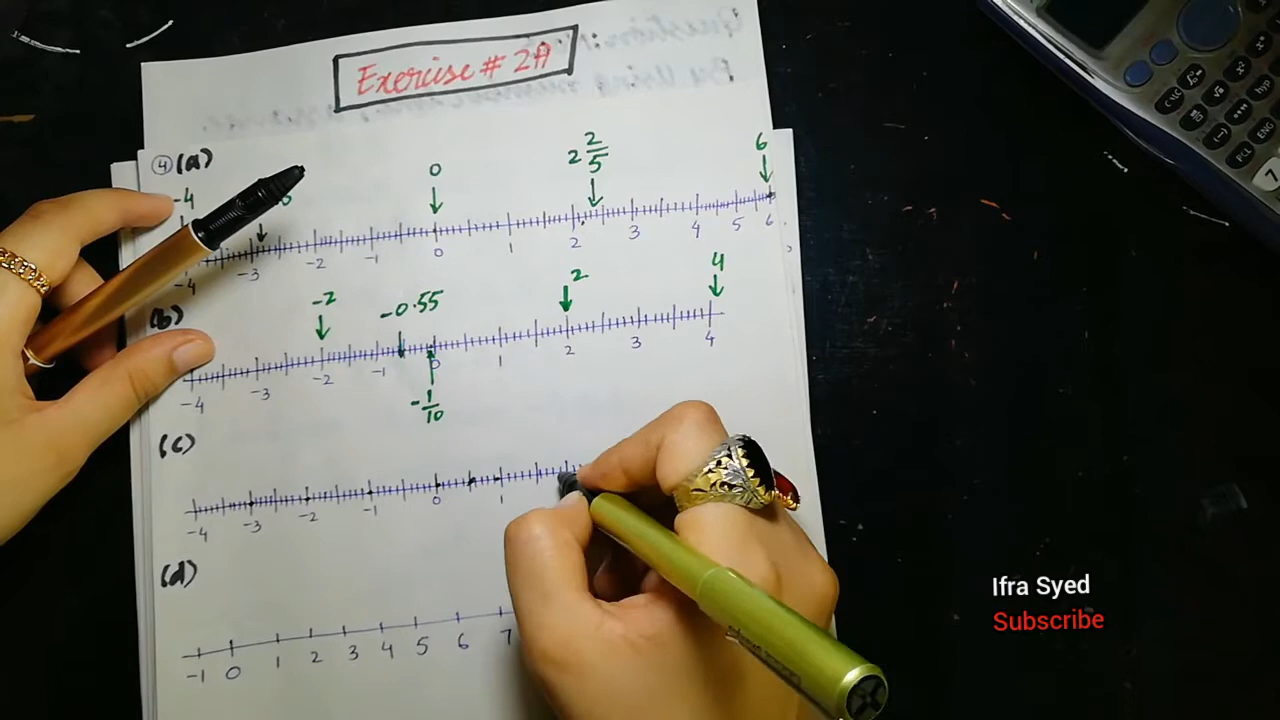 Exercise # 2A
④ (a)
-4 0 2 2/5 6
-4 -3 -2 -1 0 1 2 3 4 5 6
(b) -2 -0.55 2 4
-4 -3 -2 -1 0 1 2 3 4
-1/10
(c)
-4 -3 -2 -1 0 1
(d)
-1 0 1 2 3 4 5 6 7
Ifra Syed
Subscribe